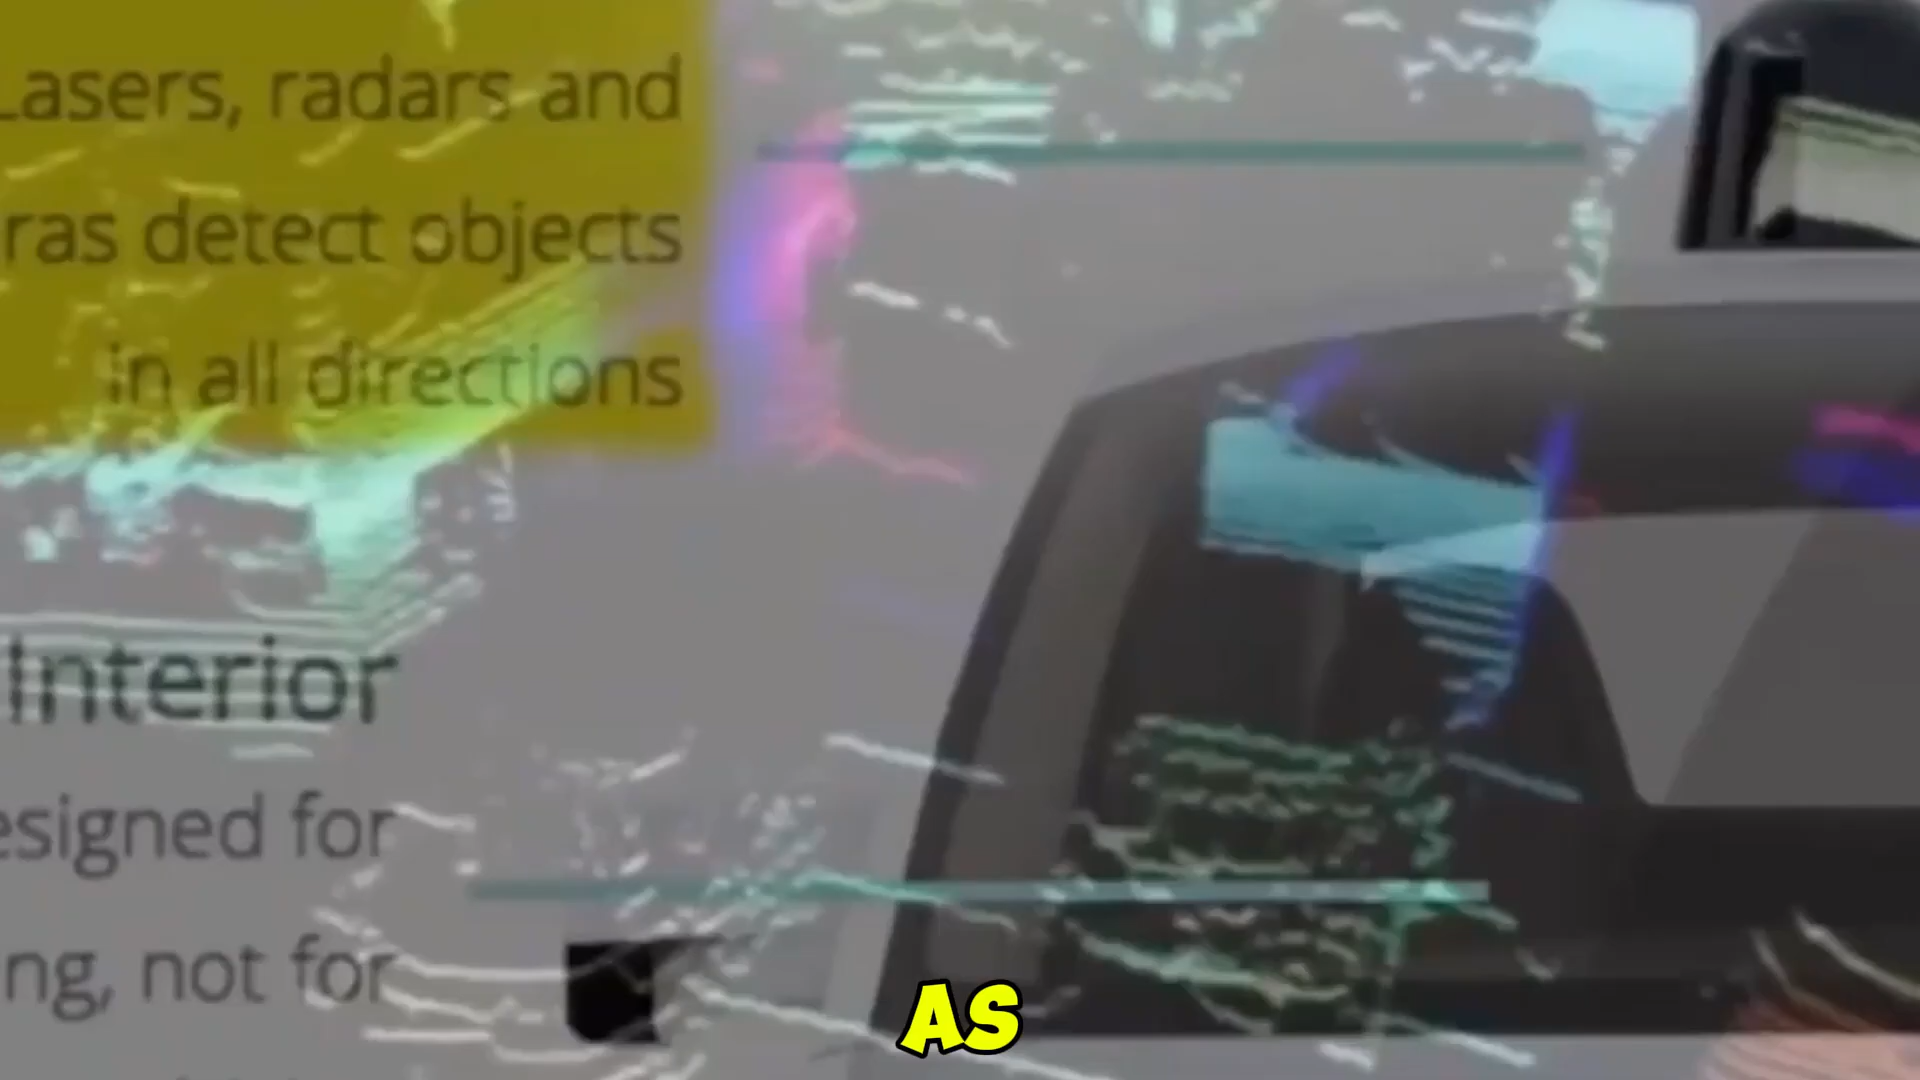 Lasers, radars and
ras detect objects
in all directions
Interior
esigned for
ng, not for
AS